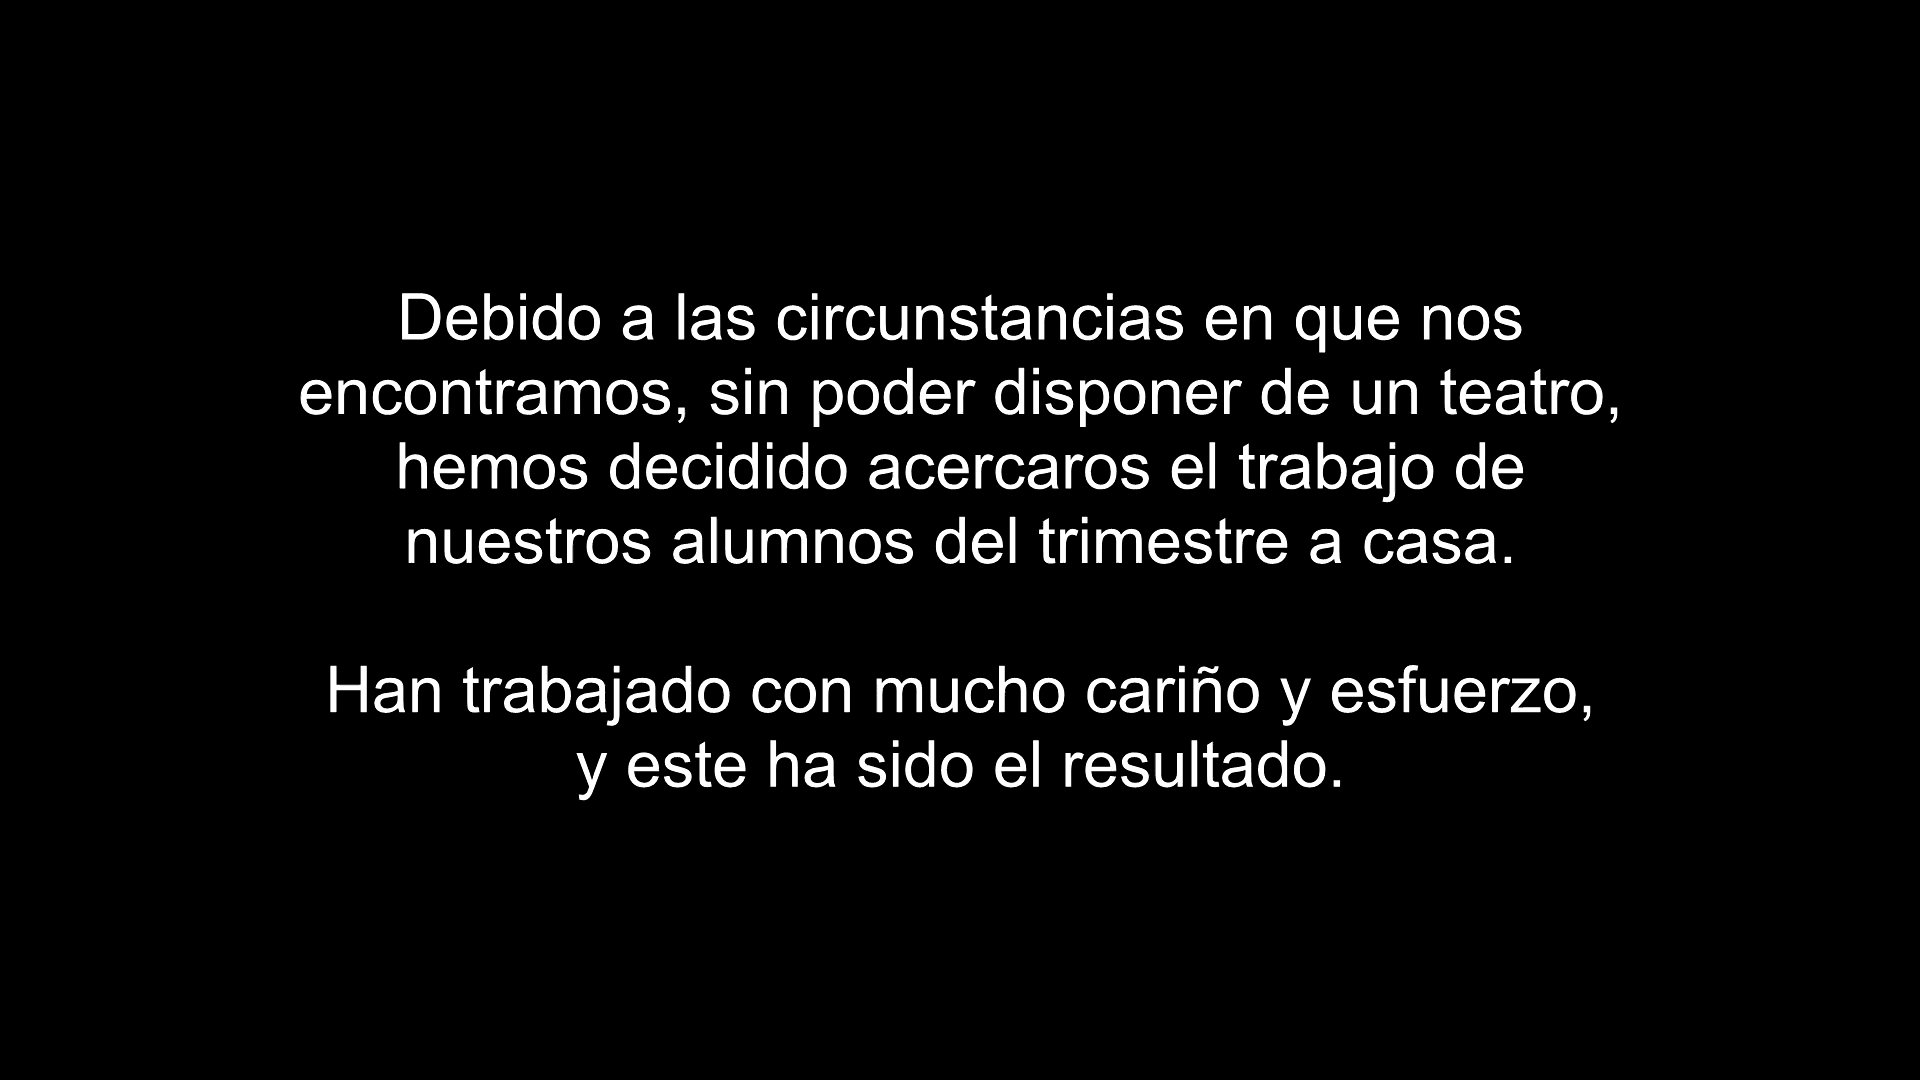 Debido a las circunstancias en que nos
encontramos, sin poder disponer de un teatro,
hemos decidido acercaros el trabajo de
nuestros alumnos del trimestre a casa.
Han trabajado con mucho cariño y esfuerzo,
y este ha sido el resultado.